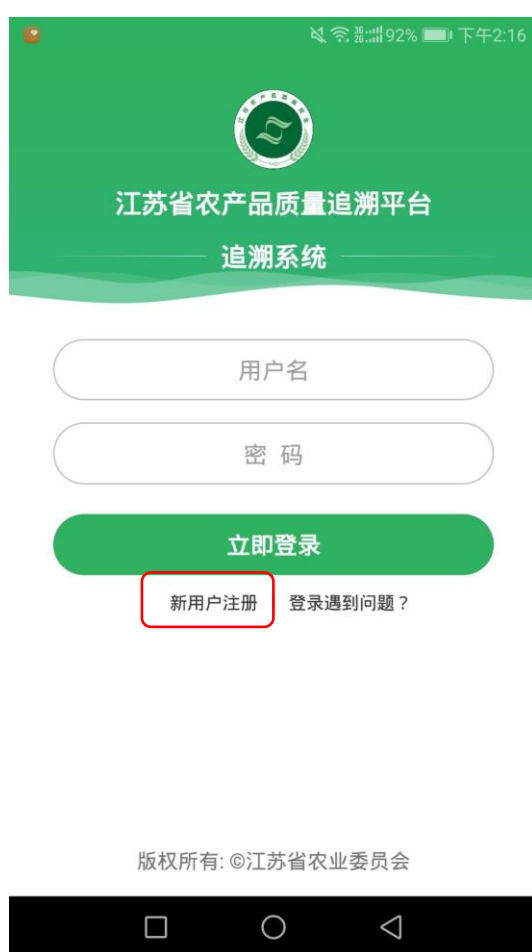 92% 下午2:16
江苏省农产品质量追溯平台
追溯系统
用户名
密 码
立即登录
新用户注册 登录遇到问题?
版权所有: ©江苏省农业委员会